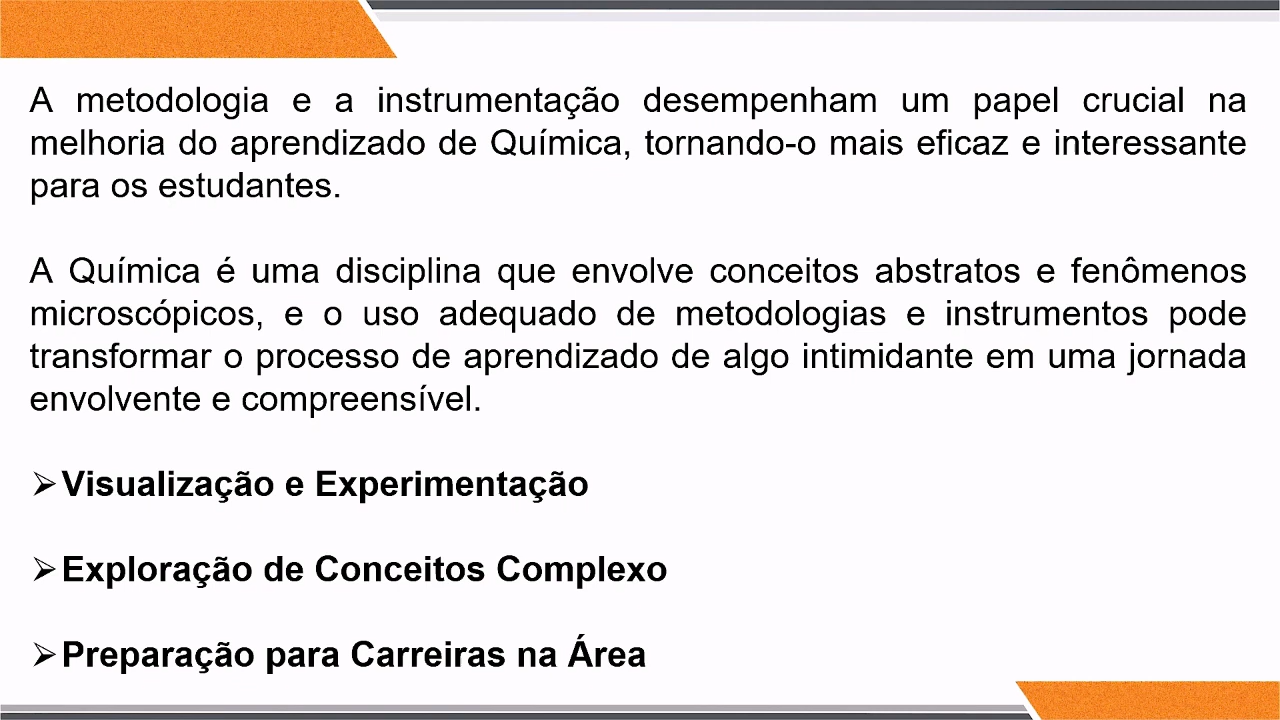 A metodologia e a instrumentação desempenham um papel crucial na
melhoria do aprendizado de Química, tornando-o mais eficaz e interessante
para os estudantes.
A Química é uma disciplina que envolve conceitos abstratos e fenômenos
microscópicos, e o uso adequado de metodologias e instrumentos pode
transformar o processo de aprendizado de algo intimidante em uma jornada
envolvente e compreensível.
➢Visualização e Experimentação
➢Exploração de Conceitos Complexo
➢Preparação para Carreiras na Área